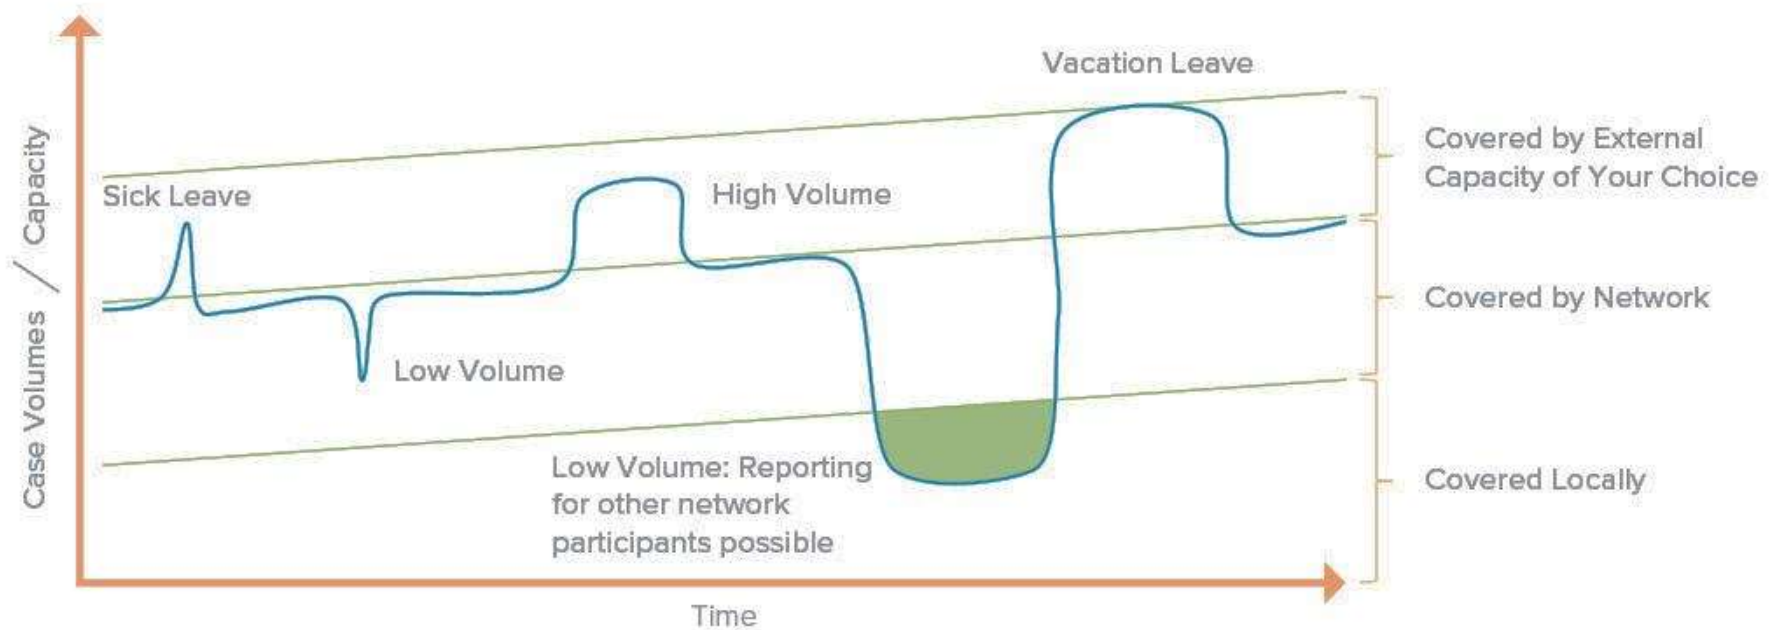 Vacation Leave
Covered by External
Capacity of Your Choice
Sick Leave
High Volume
Covered by Network
Low Volume
Low Volume: Reporting
for other network
participants possible
Covered Locally
Case Volumes / Capacity
Time